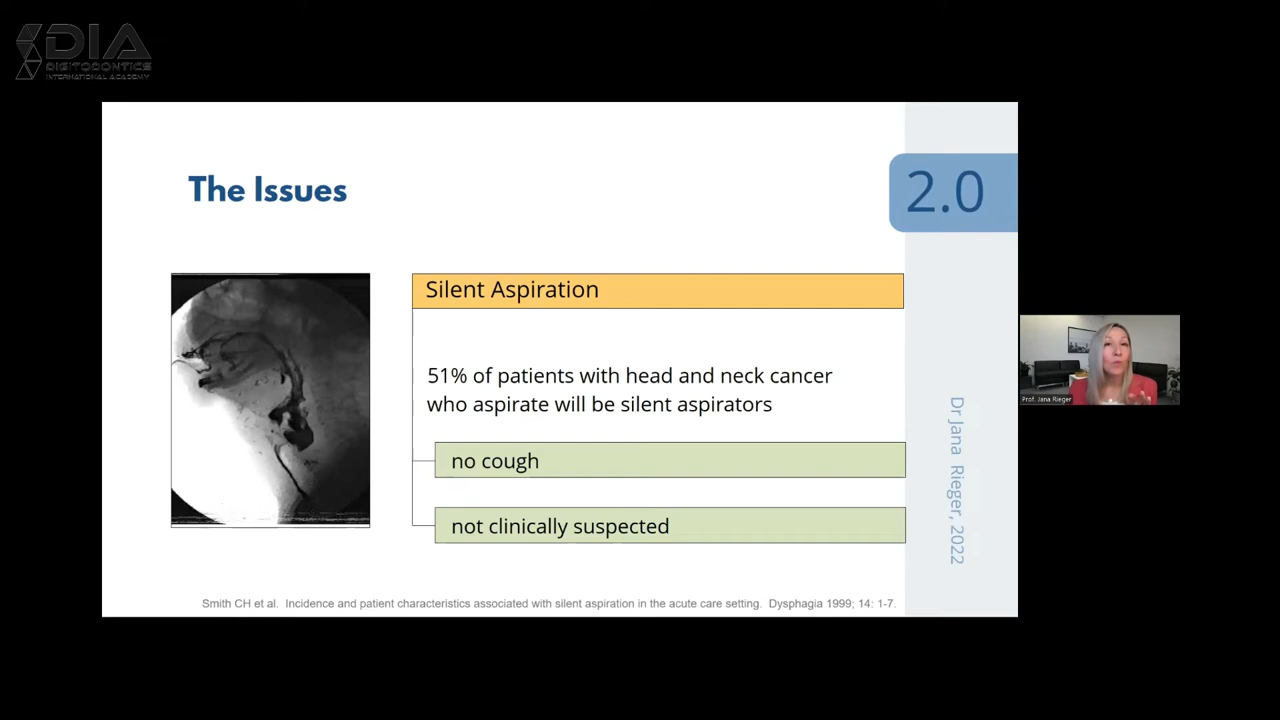 DIA
DIGITODONTICS
INTERNATIONAL ACADEMY
The Issues
2.0
Silent Aspiration
51% of patients with head and neck cancer
who aspirate will be silent aspirators
no cough
not clinically suspected
Smith CH et al. Incidence and patient characteristics associated with silent aspiration in the acute care setting. Dysphagia 1999; 14: 1-7.
Dr Jana Rieger, 2022
Prof. Jana Rieger